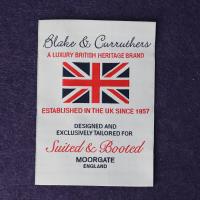 Blake & Curruthers
A LUXURY BRITISH HERITAGE BRAND
ESTABLISHED IN THE UK SINCE 1957
DESIGNED AND
EXCLUSIVELY TAILORED FOR
Suited & Booted
MOORGATE
ENGLAND